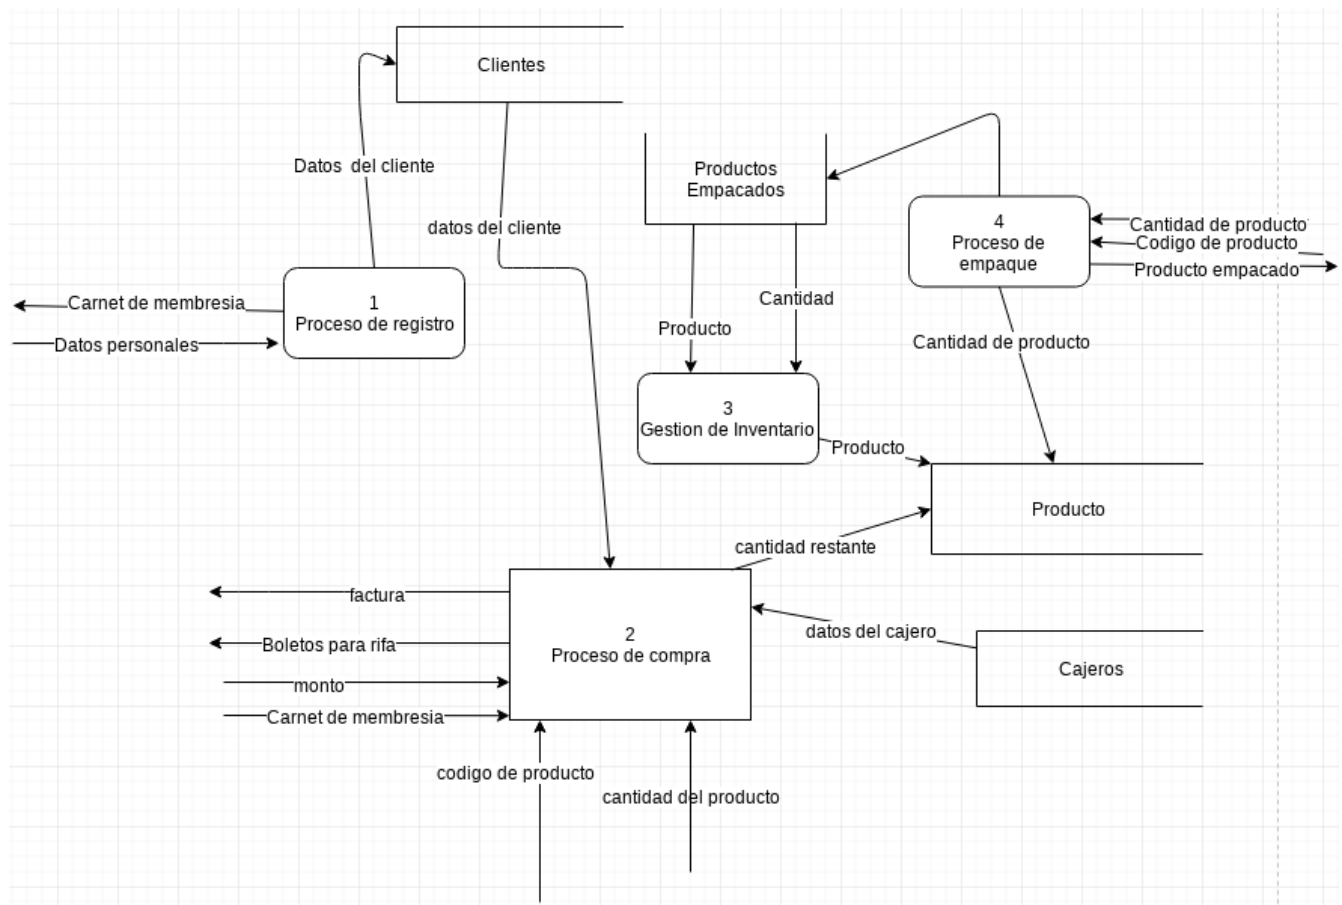 Clientes
Datos  del cliente
Productos
Empacados
datos del cliente
4
Proceso de
empaque
Cantidad de producto
Codigo de producto
Producto empacado
Carnet de membresia
1
Proceso de registro
Datos personales
Cantidad
Producto
Cantidad de producto
3
Gestion de Inventario
Producto
Producto
cantidad restante
factura
Boletos para rifa
monto
Carnet de membresia
2
Proceso de compra
datos del cajero
Cajeros
codigo de producto
cantidad del producto